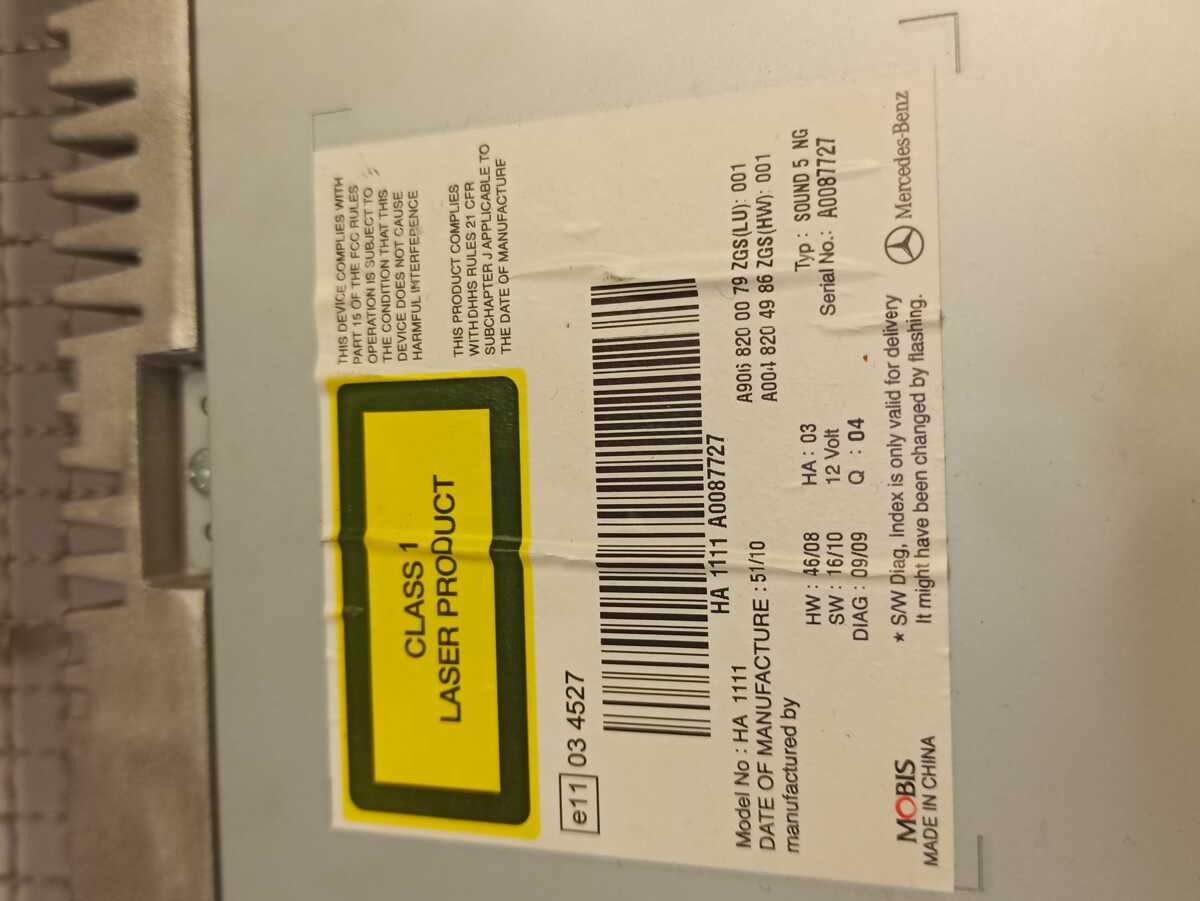 CLASS 1
LASER PRODUCT
THIS DEVICE COMPLIES WITH
PART 15 OF THE FCC RULES
OPERATION IS SUBJECT TO
THE CONDITION THAT THIS
DEVICE DOES NOT CAUSE
HARMFUL INTERFERENCE
THIS PRODUCT COMPLIES
WITH DHHS RULES 21 CFR
SUBCHAPTER J APPLICABLE TO
THE DATE OF MANUFACTURE
e11 03 4527
HA 1111 A0087727
Model No : HA 1111
DATE OF MANUFACTURE : 51/10
manufactured by
A906 820 00 79 ZGS(LU): 001
A004 820 49 86 ZGS(HW): 001
HW : 46/08 HA : 03
SW : 16/10 12 Volt
DIAG : 09/09 Q : 04
Typ : SOUND 5 NG
Serial No.: A0087727
MOBIS
MADE IN CHINA
* S/W Diag, Index is only valid for delivery
It might have been changed by flashing.
Mercedes-Benz